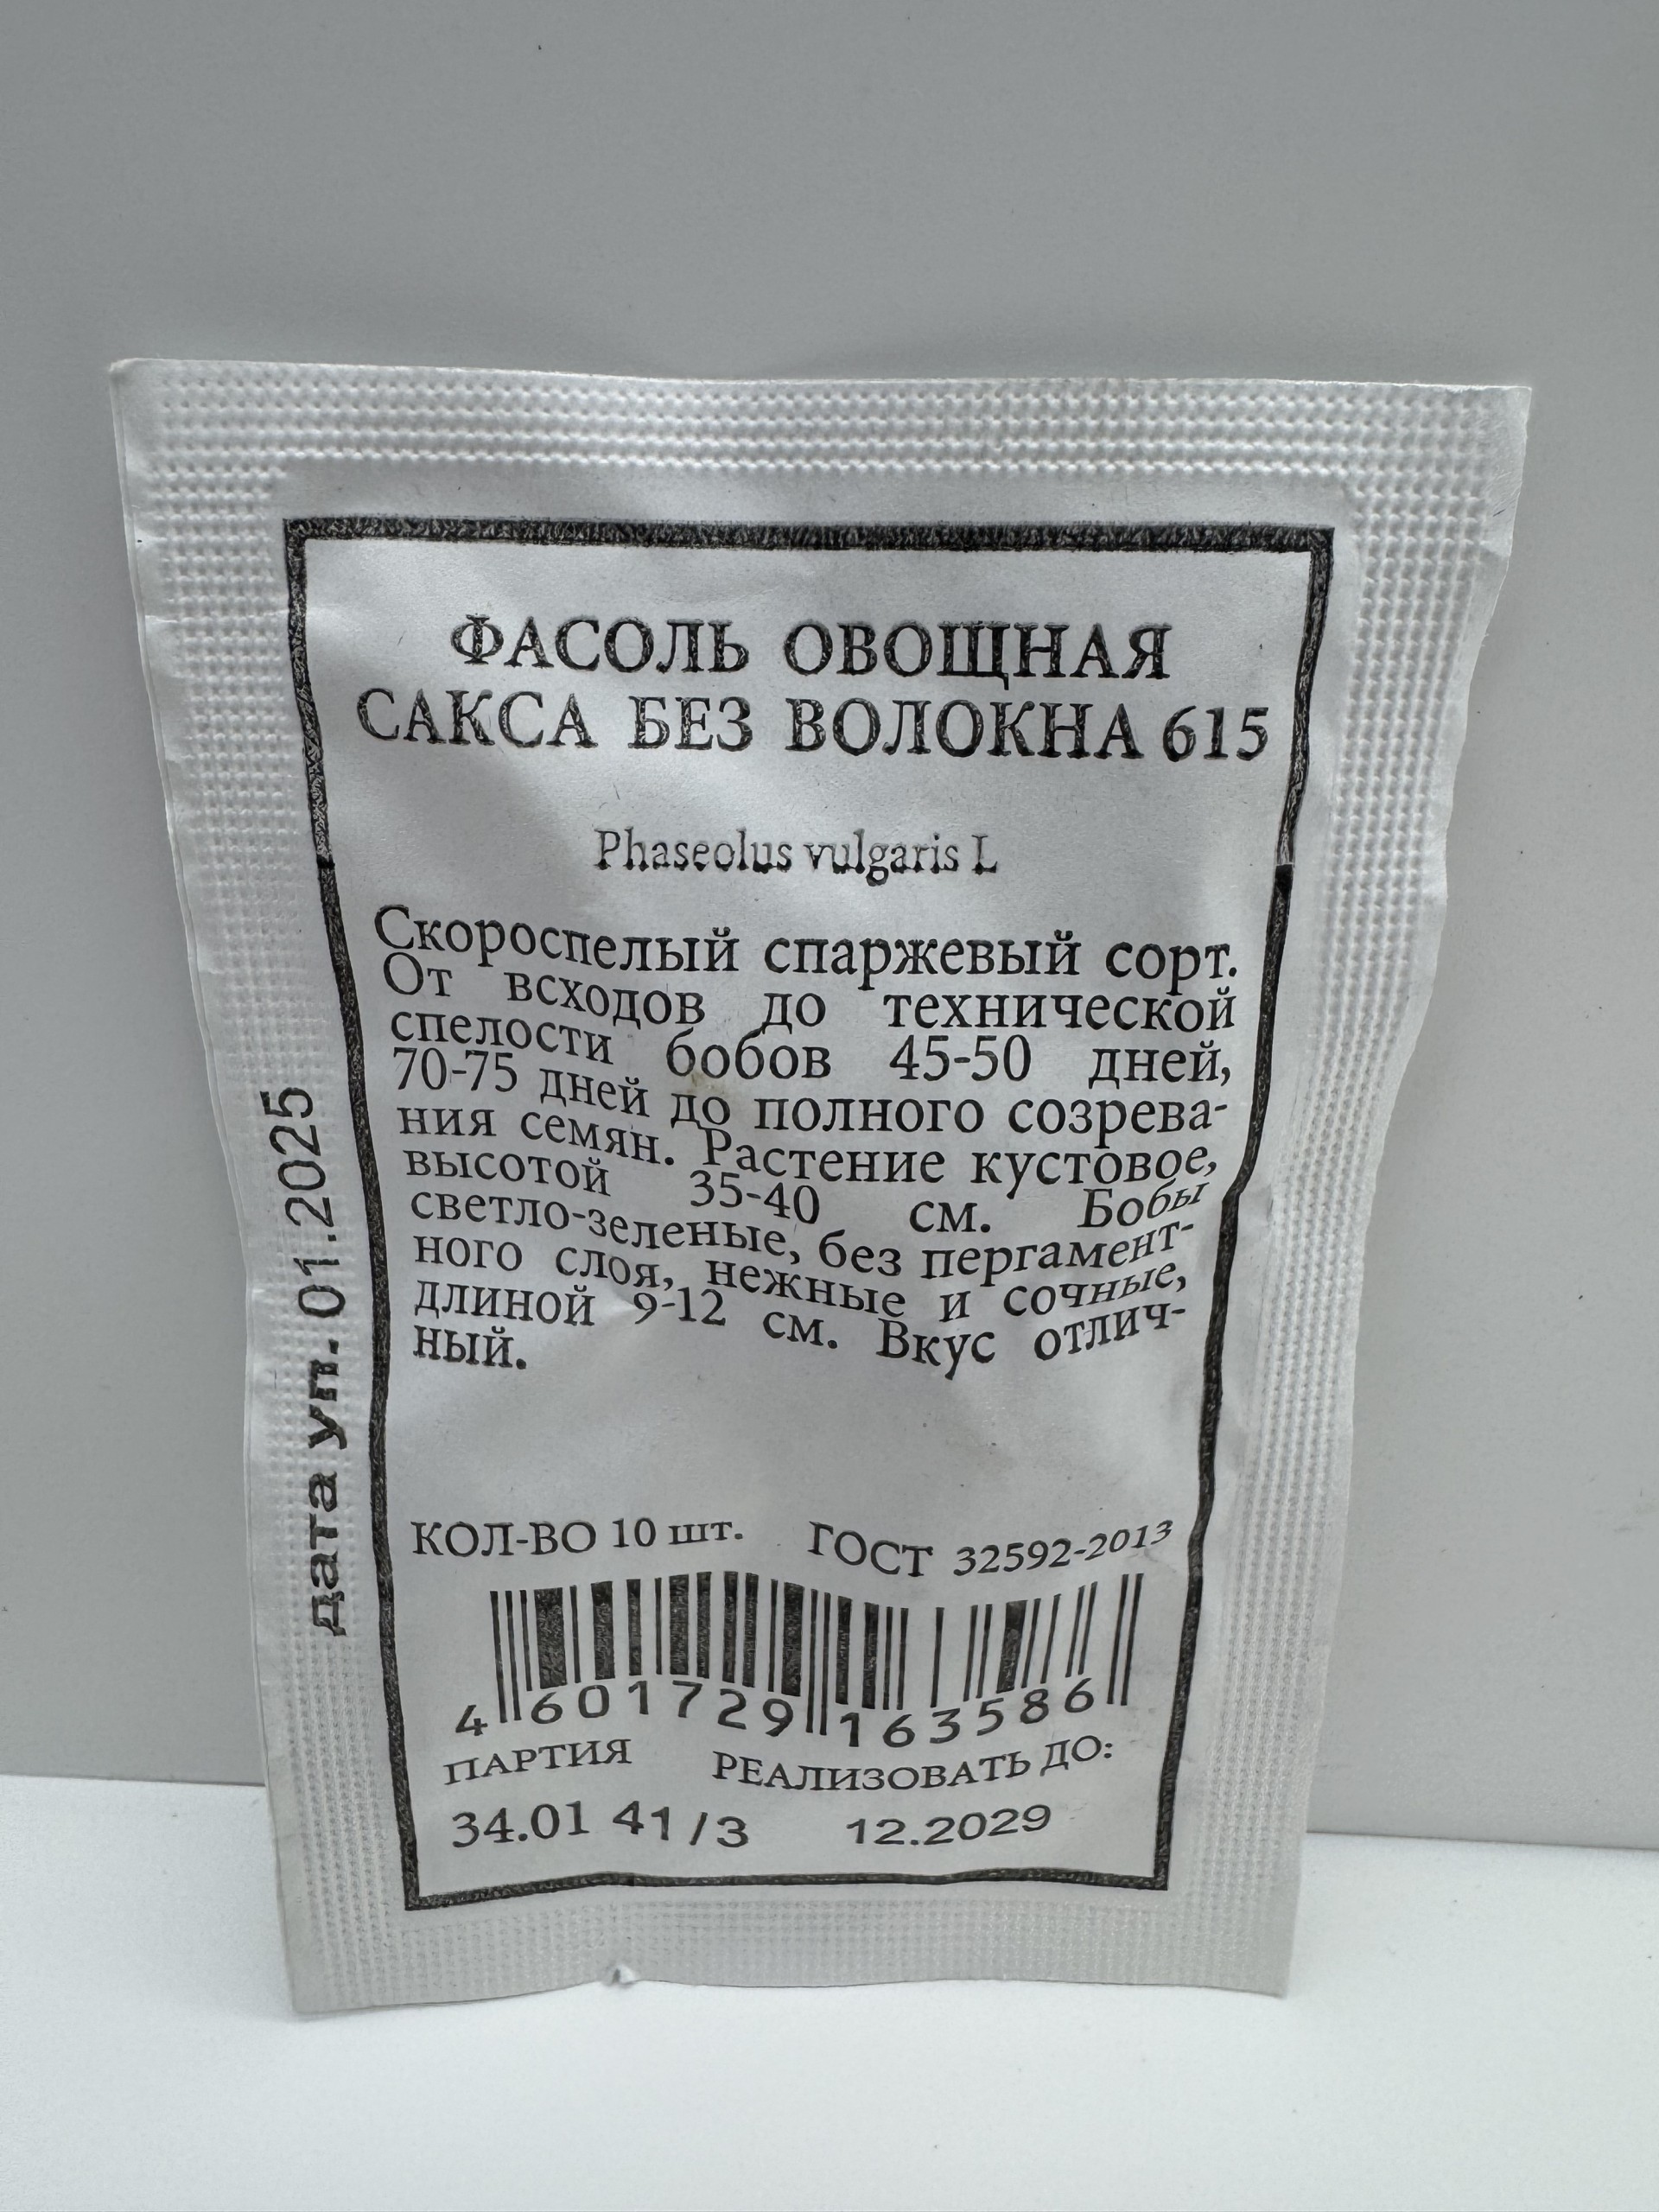 ФАСОЛЬ ОВОЩНАЯ
САКСА БЕЗ ВОЛОКНА 615
Phaseolus vulgaris L
Скороспелый спаржевый сорт.
От всходов до технической
спелости бобов 45-50 дней,
70-75 дней до полного созрева-
ния семян. Растение кустовое,
высотой 35-40 см. Бобы
светло-зеленые, без пергамент-
ного слоя, нежные и сочные,
длиной 9-12 см. Вкус отлич-
ный.
КОЛ-ВО 10 шт. ГОСТ 32592-2013
4 601729 163586
ПАРТИЯ РЕАЛИЗОВАТЬ ДО:
34.01 41/3 12.2029
дата уп. 01.2025